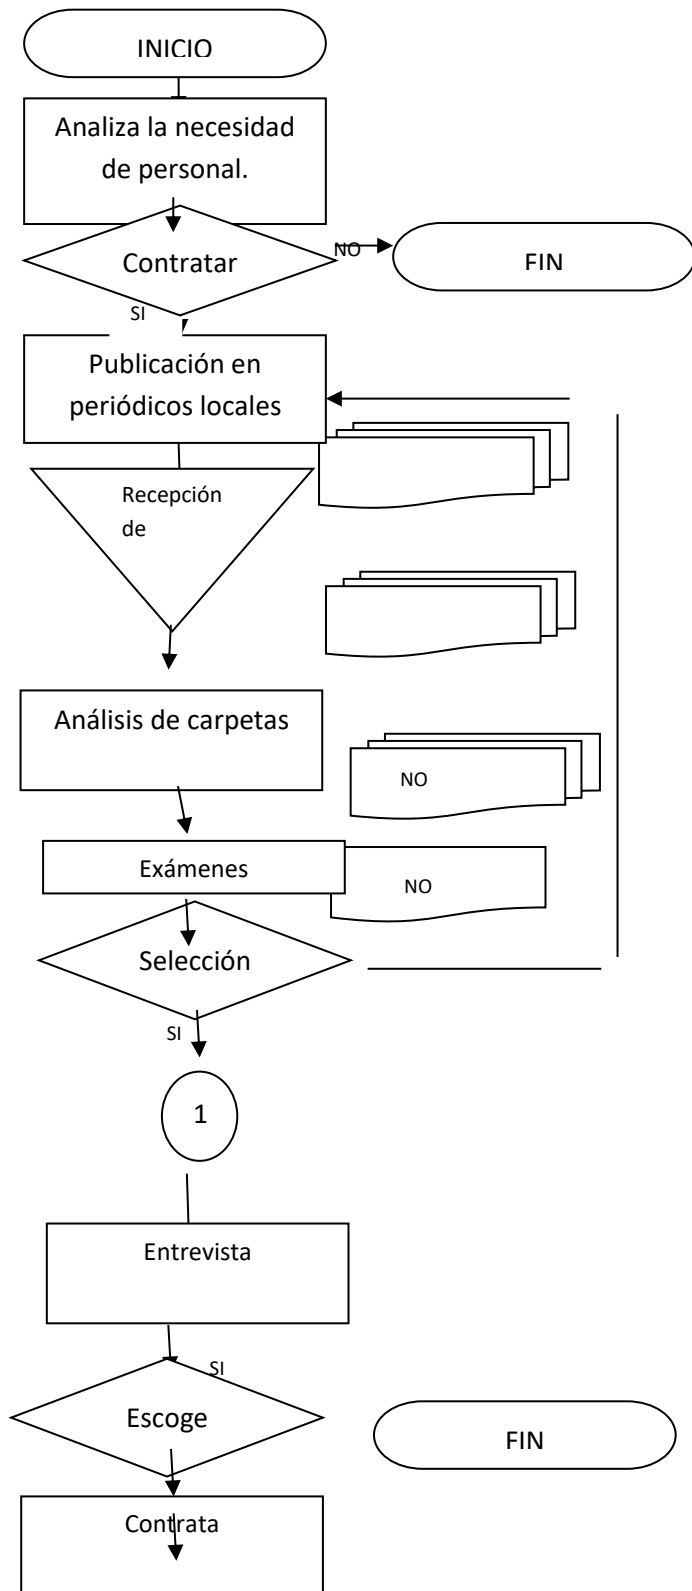 INICIO
Analiza la necesidad
de personal.
Contratar
NO
FIN
SI
Publicación en
periódicos locales
Recepción
de
Análisis de carpetas
NO
Exámenes
NO
Selección
SI
1
Entrevista
SI
Escoge
FIN
Contrata